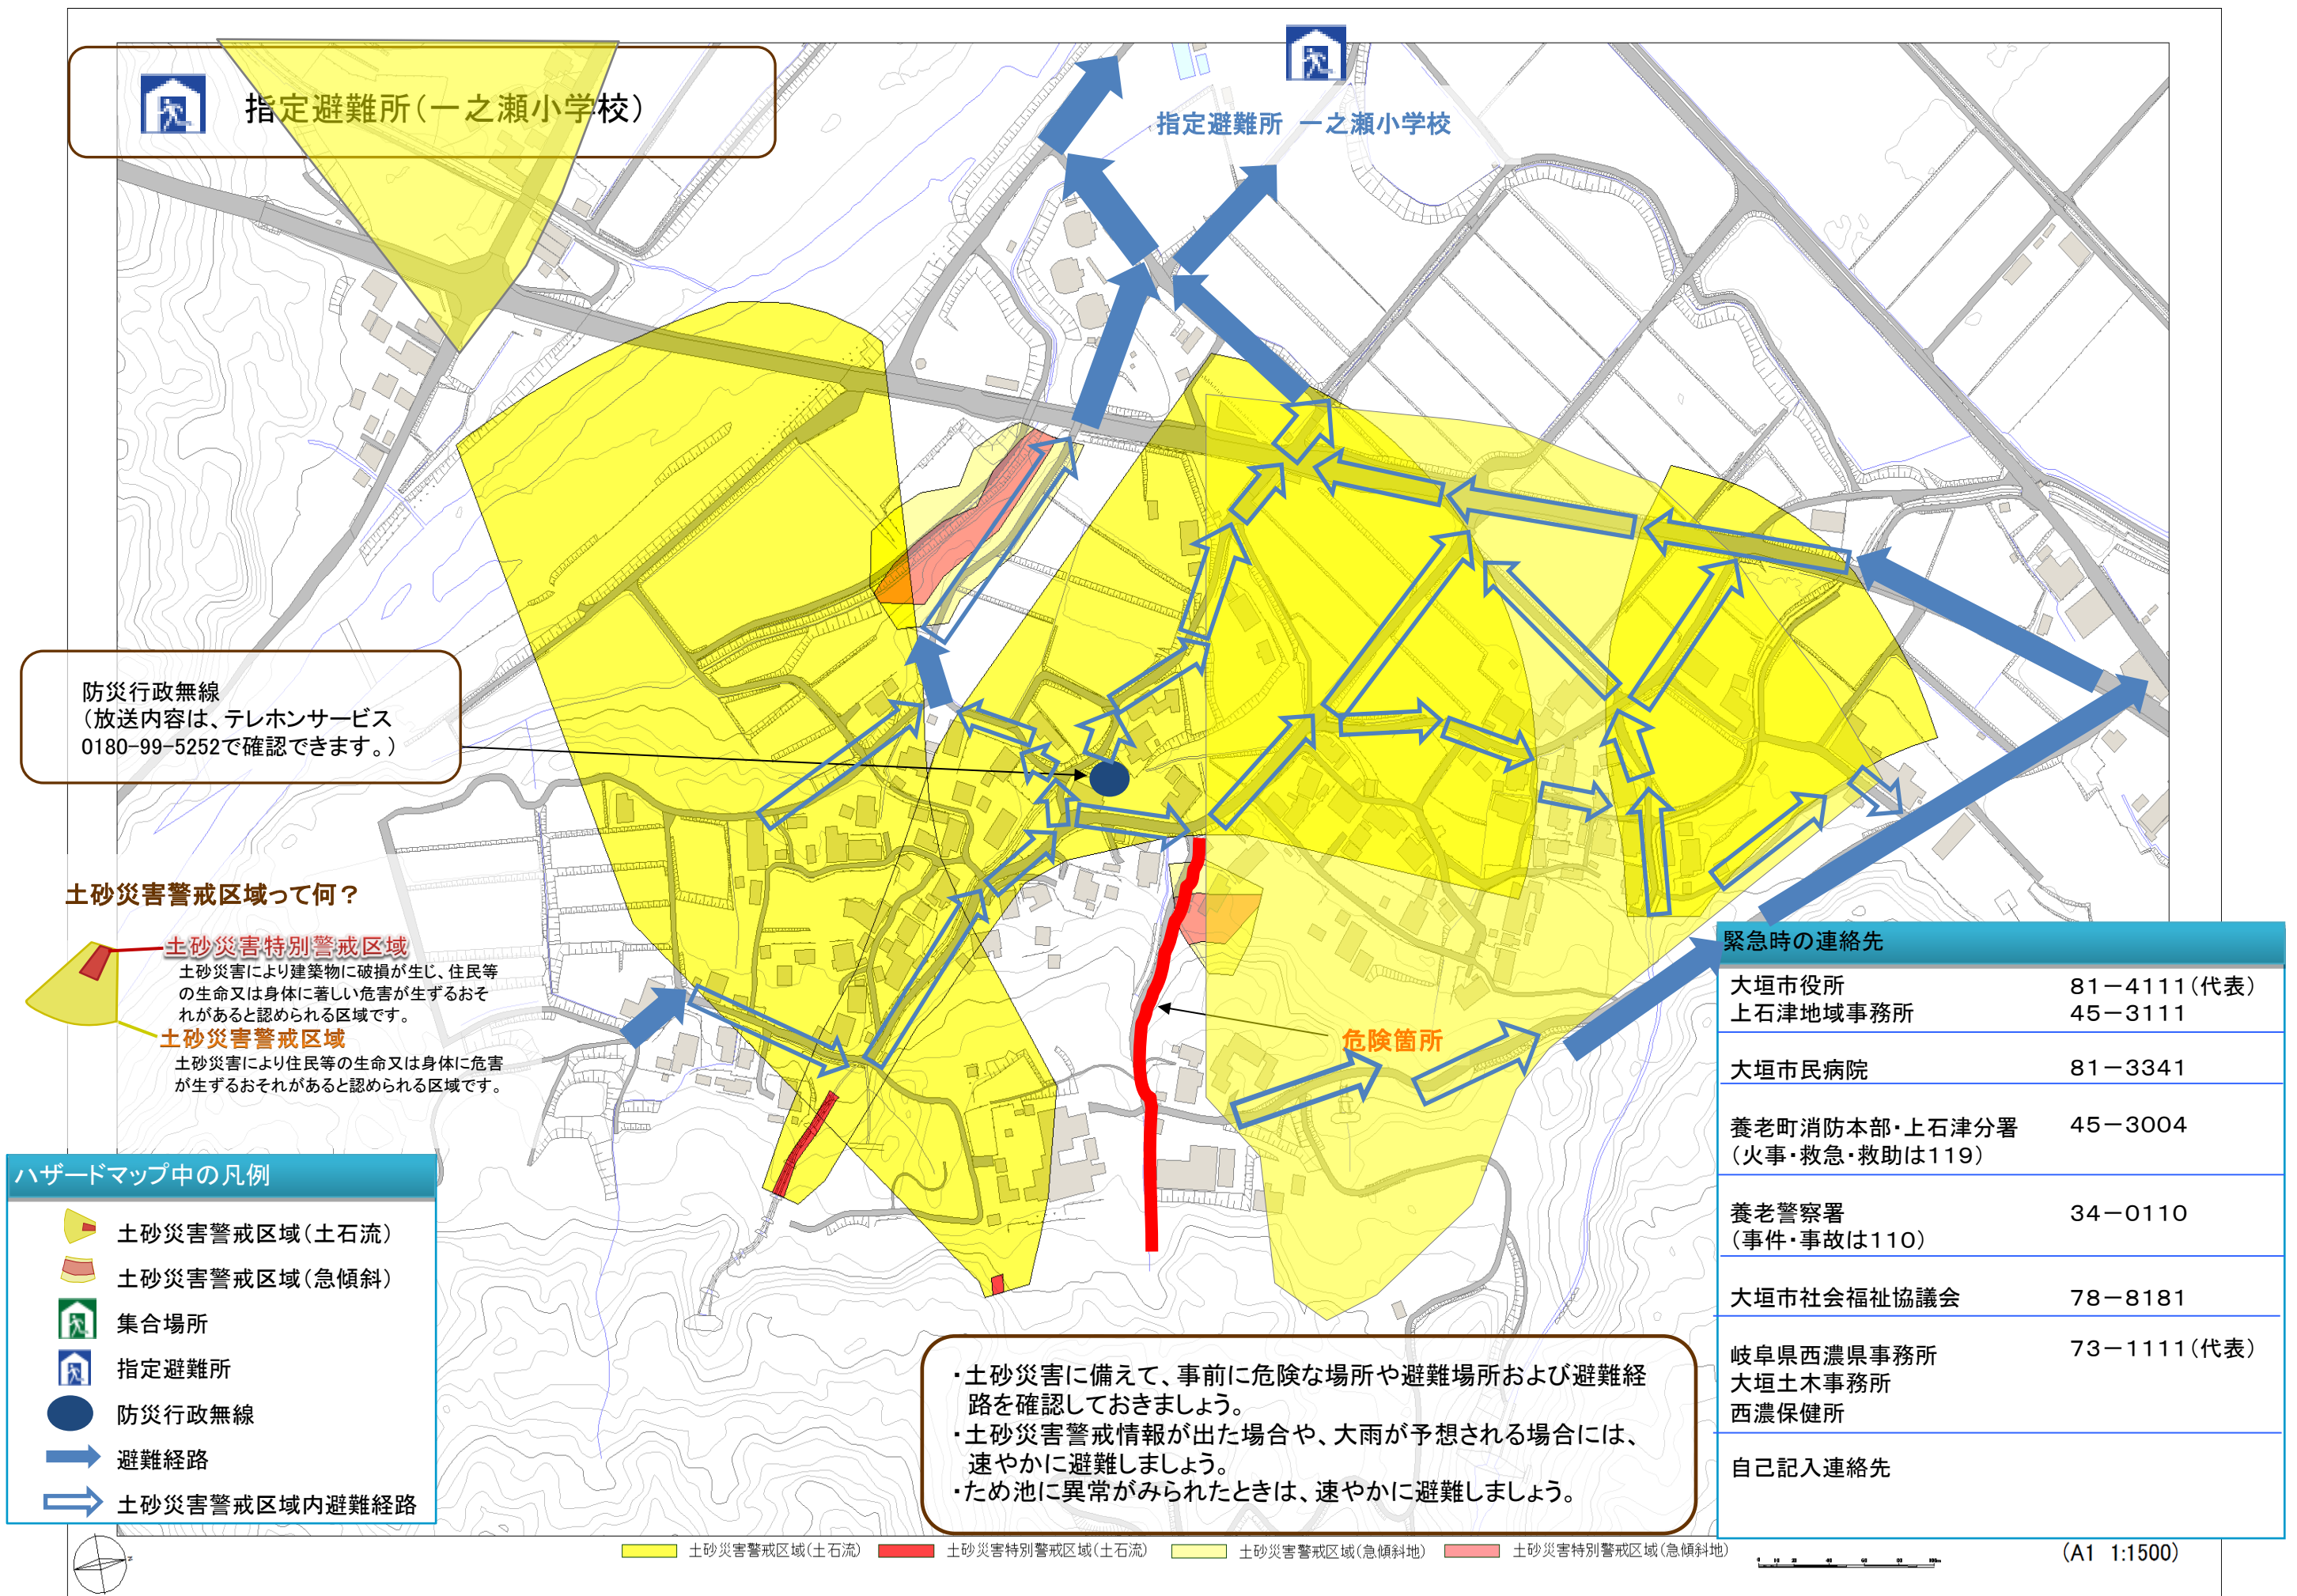 指定避難所(一之瀬小学校)
指定避難所 一之瀬小学校
防災行政無線
(放送内容は、テレホンサービス
0180-99-5252で確認できます。)
土砂災害警戒区域って何?
土砂災害特別警戒区域
土砂災害により建築物に破損が生じ、住民等
の生命又は身体に著しい危害が生ずるおそ
れがあると認められる区域です。
土砂災害警戒区域
土砂災害により住民等の生命又は身体に危害
が生ずるおそれがあると認められる区域です。
危険箇所
ハザードマップ中の凡例
土砂災害警戒区域(土石流)
土砂災害警戒区域(急傾斜)
集合場所
指定避難所
防災行政無線
避難経路
土砂災害警戒区域内避難経路
・土砂災害に備えて、事前に危険な場所や避難場所および避難経
路を確認しておきましょう。
・土砂災害警戒情報が出た場合や、大雨が予想される場合には、
速やかに避難しましょう。
・ため池に異常がみられたときは、速やかに避難しましょう。
緊急時の連絡先
大垣市役所 81-4111(代表)
上石津地域事務所 45-3111
大垣市民病院 81-3341
養老町消防本部・上石津分署 45-3004
(火事・救急・救助は119)
養老警察署 34-0110
(事件・事故は110)
大垣市社会福祉協議会 78-8181
岐阜県西濃県事務所 73-1111(代表)
大垣土木事務所
西濃保健所
自己記入連絡先
土砂災害警戒区域(土石流) 土砂災害特別警戒区域(土石流) 土砂災害警戒区域(急傾斜地) 土砂災害特別警戒区域(急傾斜地)
(A1 1:1500)